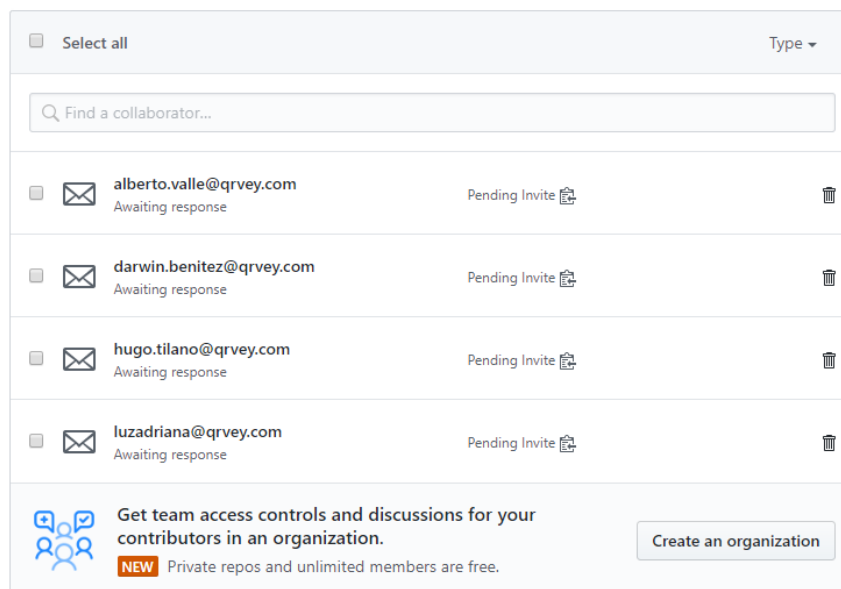 Select all
Type
Find a collaborator...
alberto.valle@qrvey.com
Awaiting response
Pending Invite
darwin.benitez@qrvey.com
Awaiting response
Pending Invite
hugo.tilano@qrvey.com
Awaiting response
Pending Invite
luzadriana@qrvey.com
Awaiting response
Pending Invite
Get team access controls and discussions for your
contributors in an organization.
NEW Private repos and unlimited members are free.
Create an organization